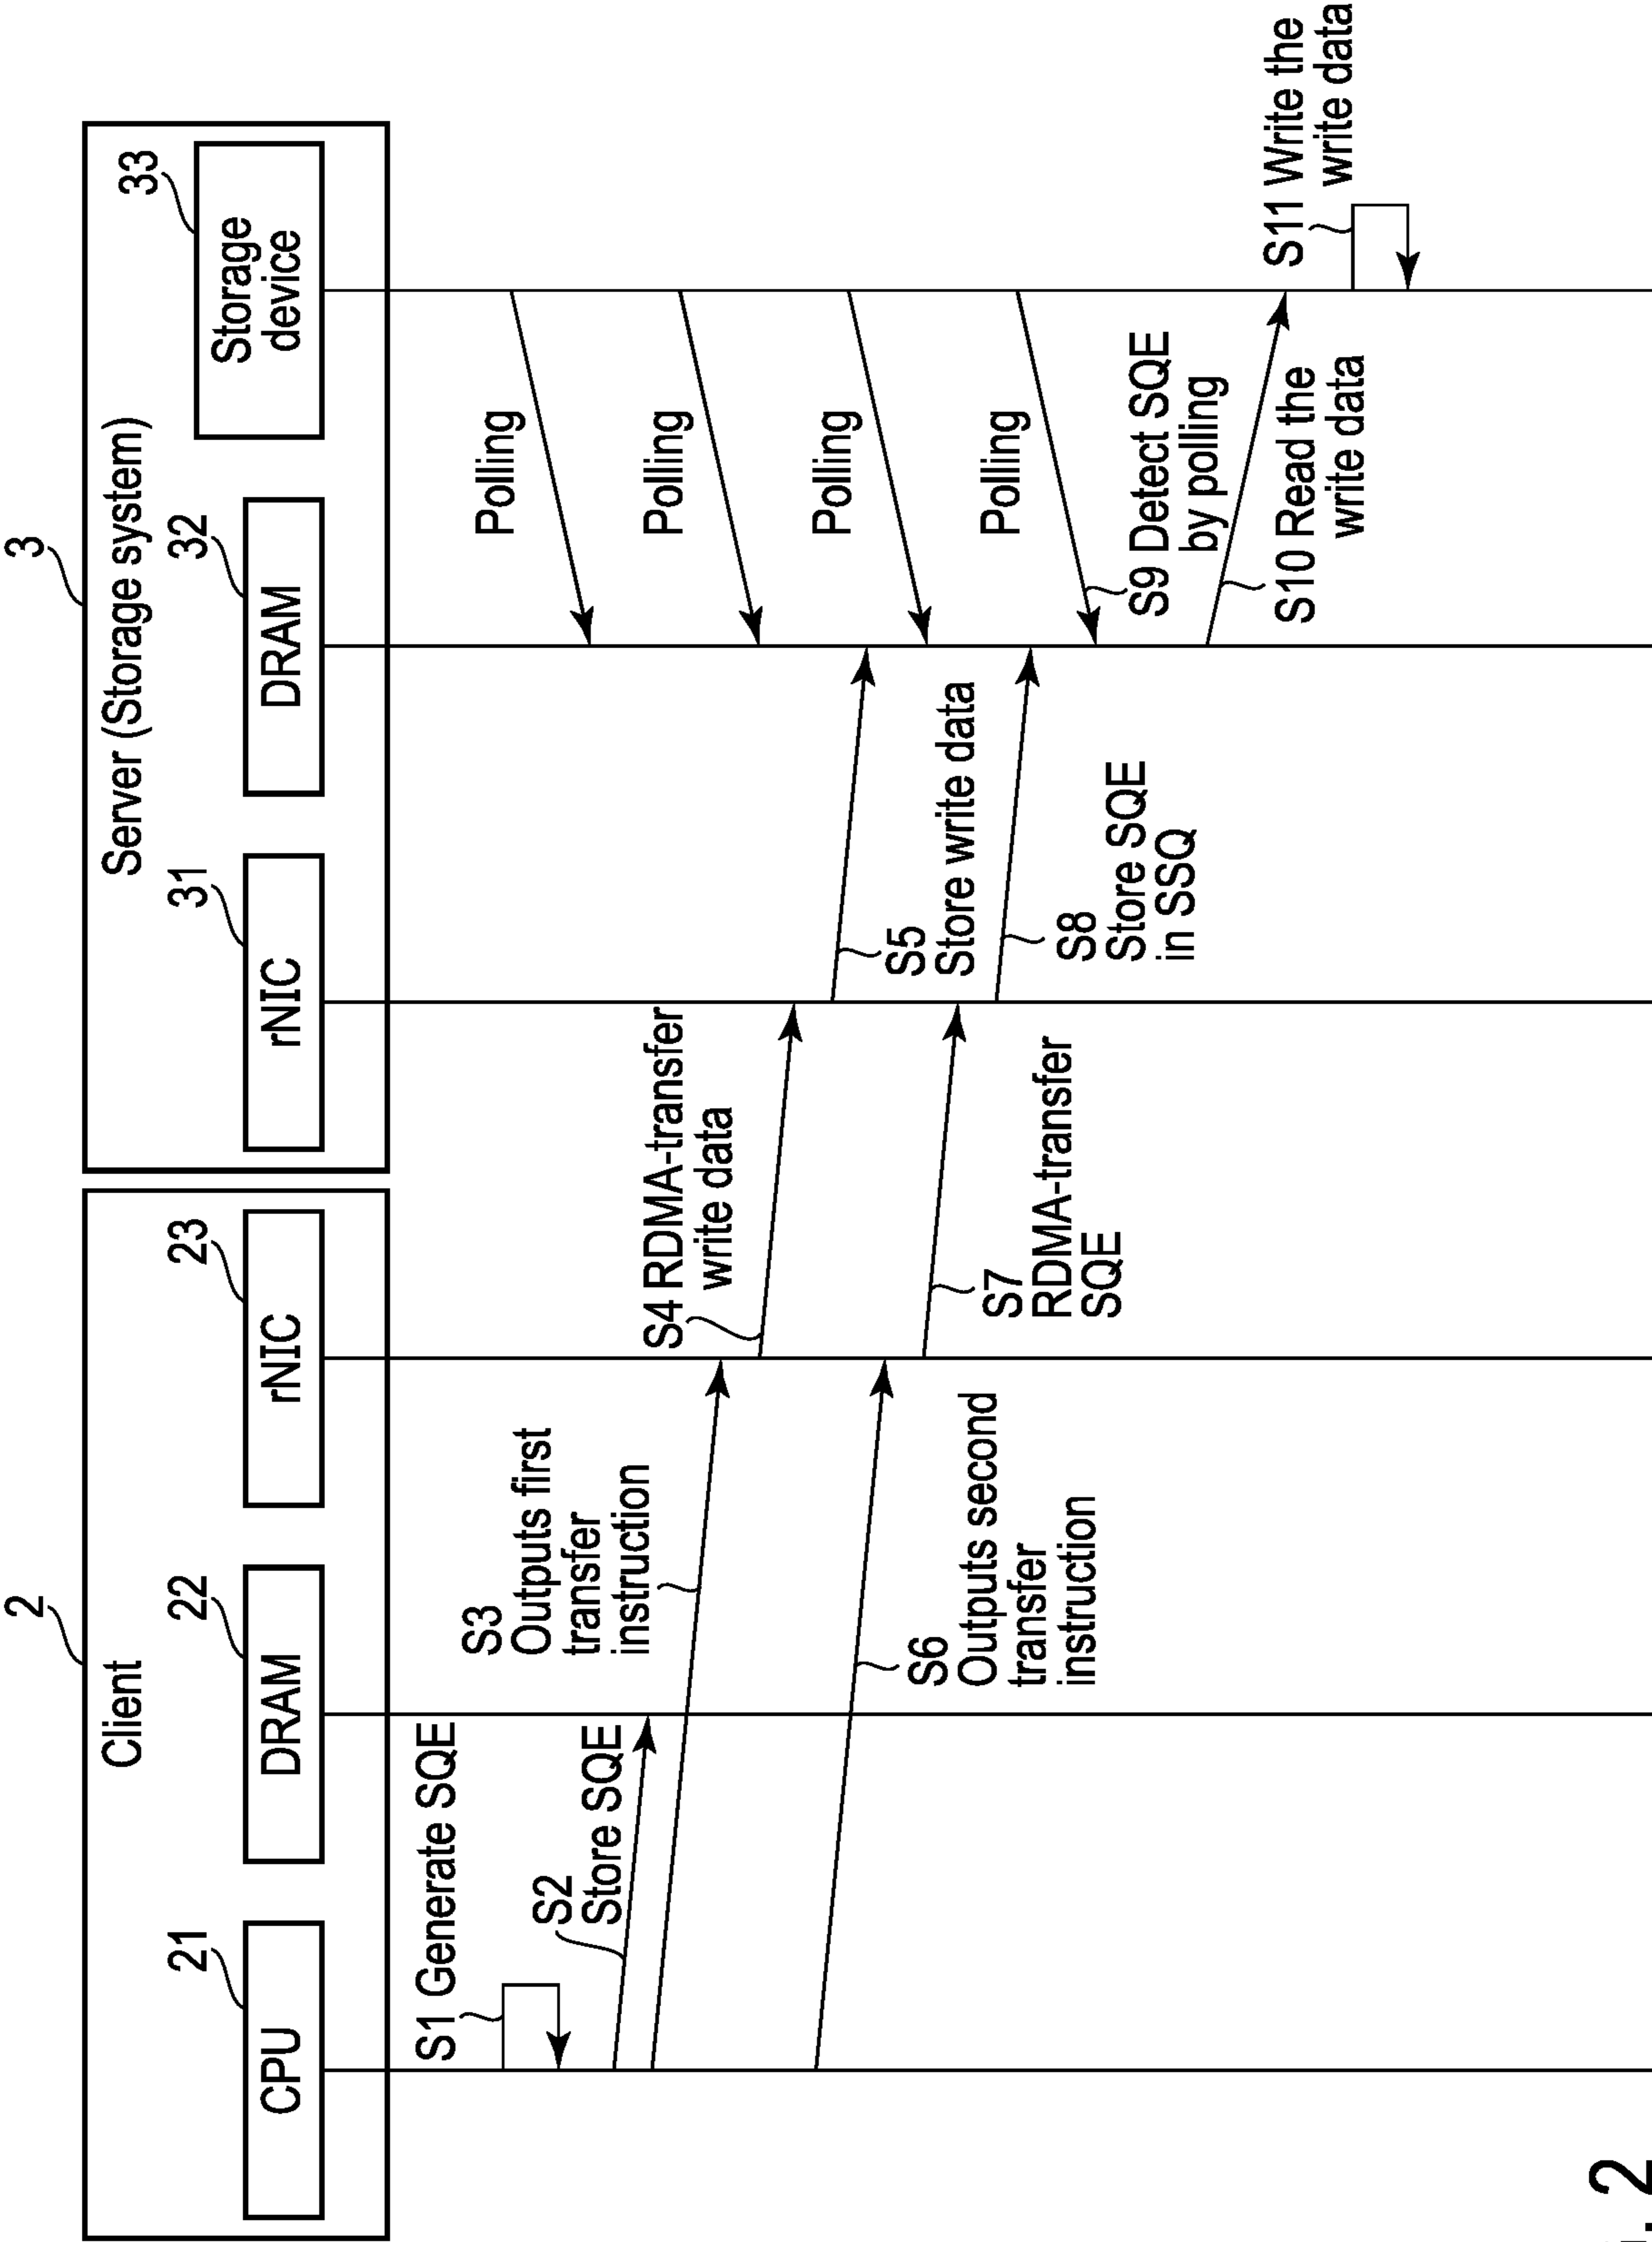 2
3
Client
Server (Storage system)
21
22
23
31
32
33
CPU
DRAM
rNIC
rNIC
DRAM
Storage
device
S1 Generate SQE
S2
Store SQE
S3
Outputs first
transfer
instruction
S4 RDMA-transfer
write data
S5
Store write data
S6
Outputs second
transfer
instruction
S7
RDMA-transfer
SQE
S8
Store SQE
in SSQ
Polling
Polling
Polling
Polling
S9 Detect SQE
by polling
S10 Read the
write data
S11 Write the
write data
2